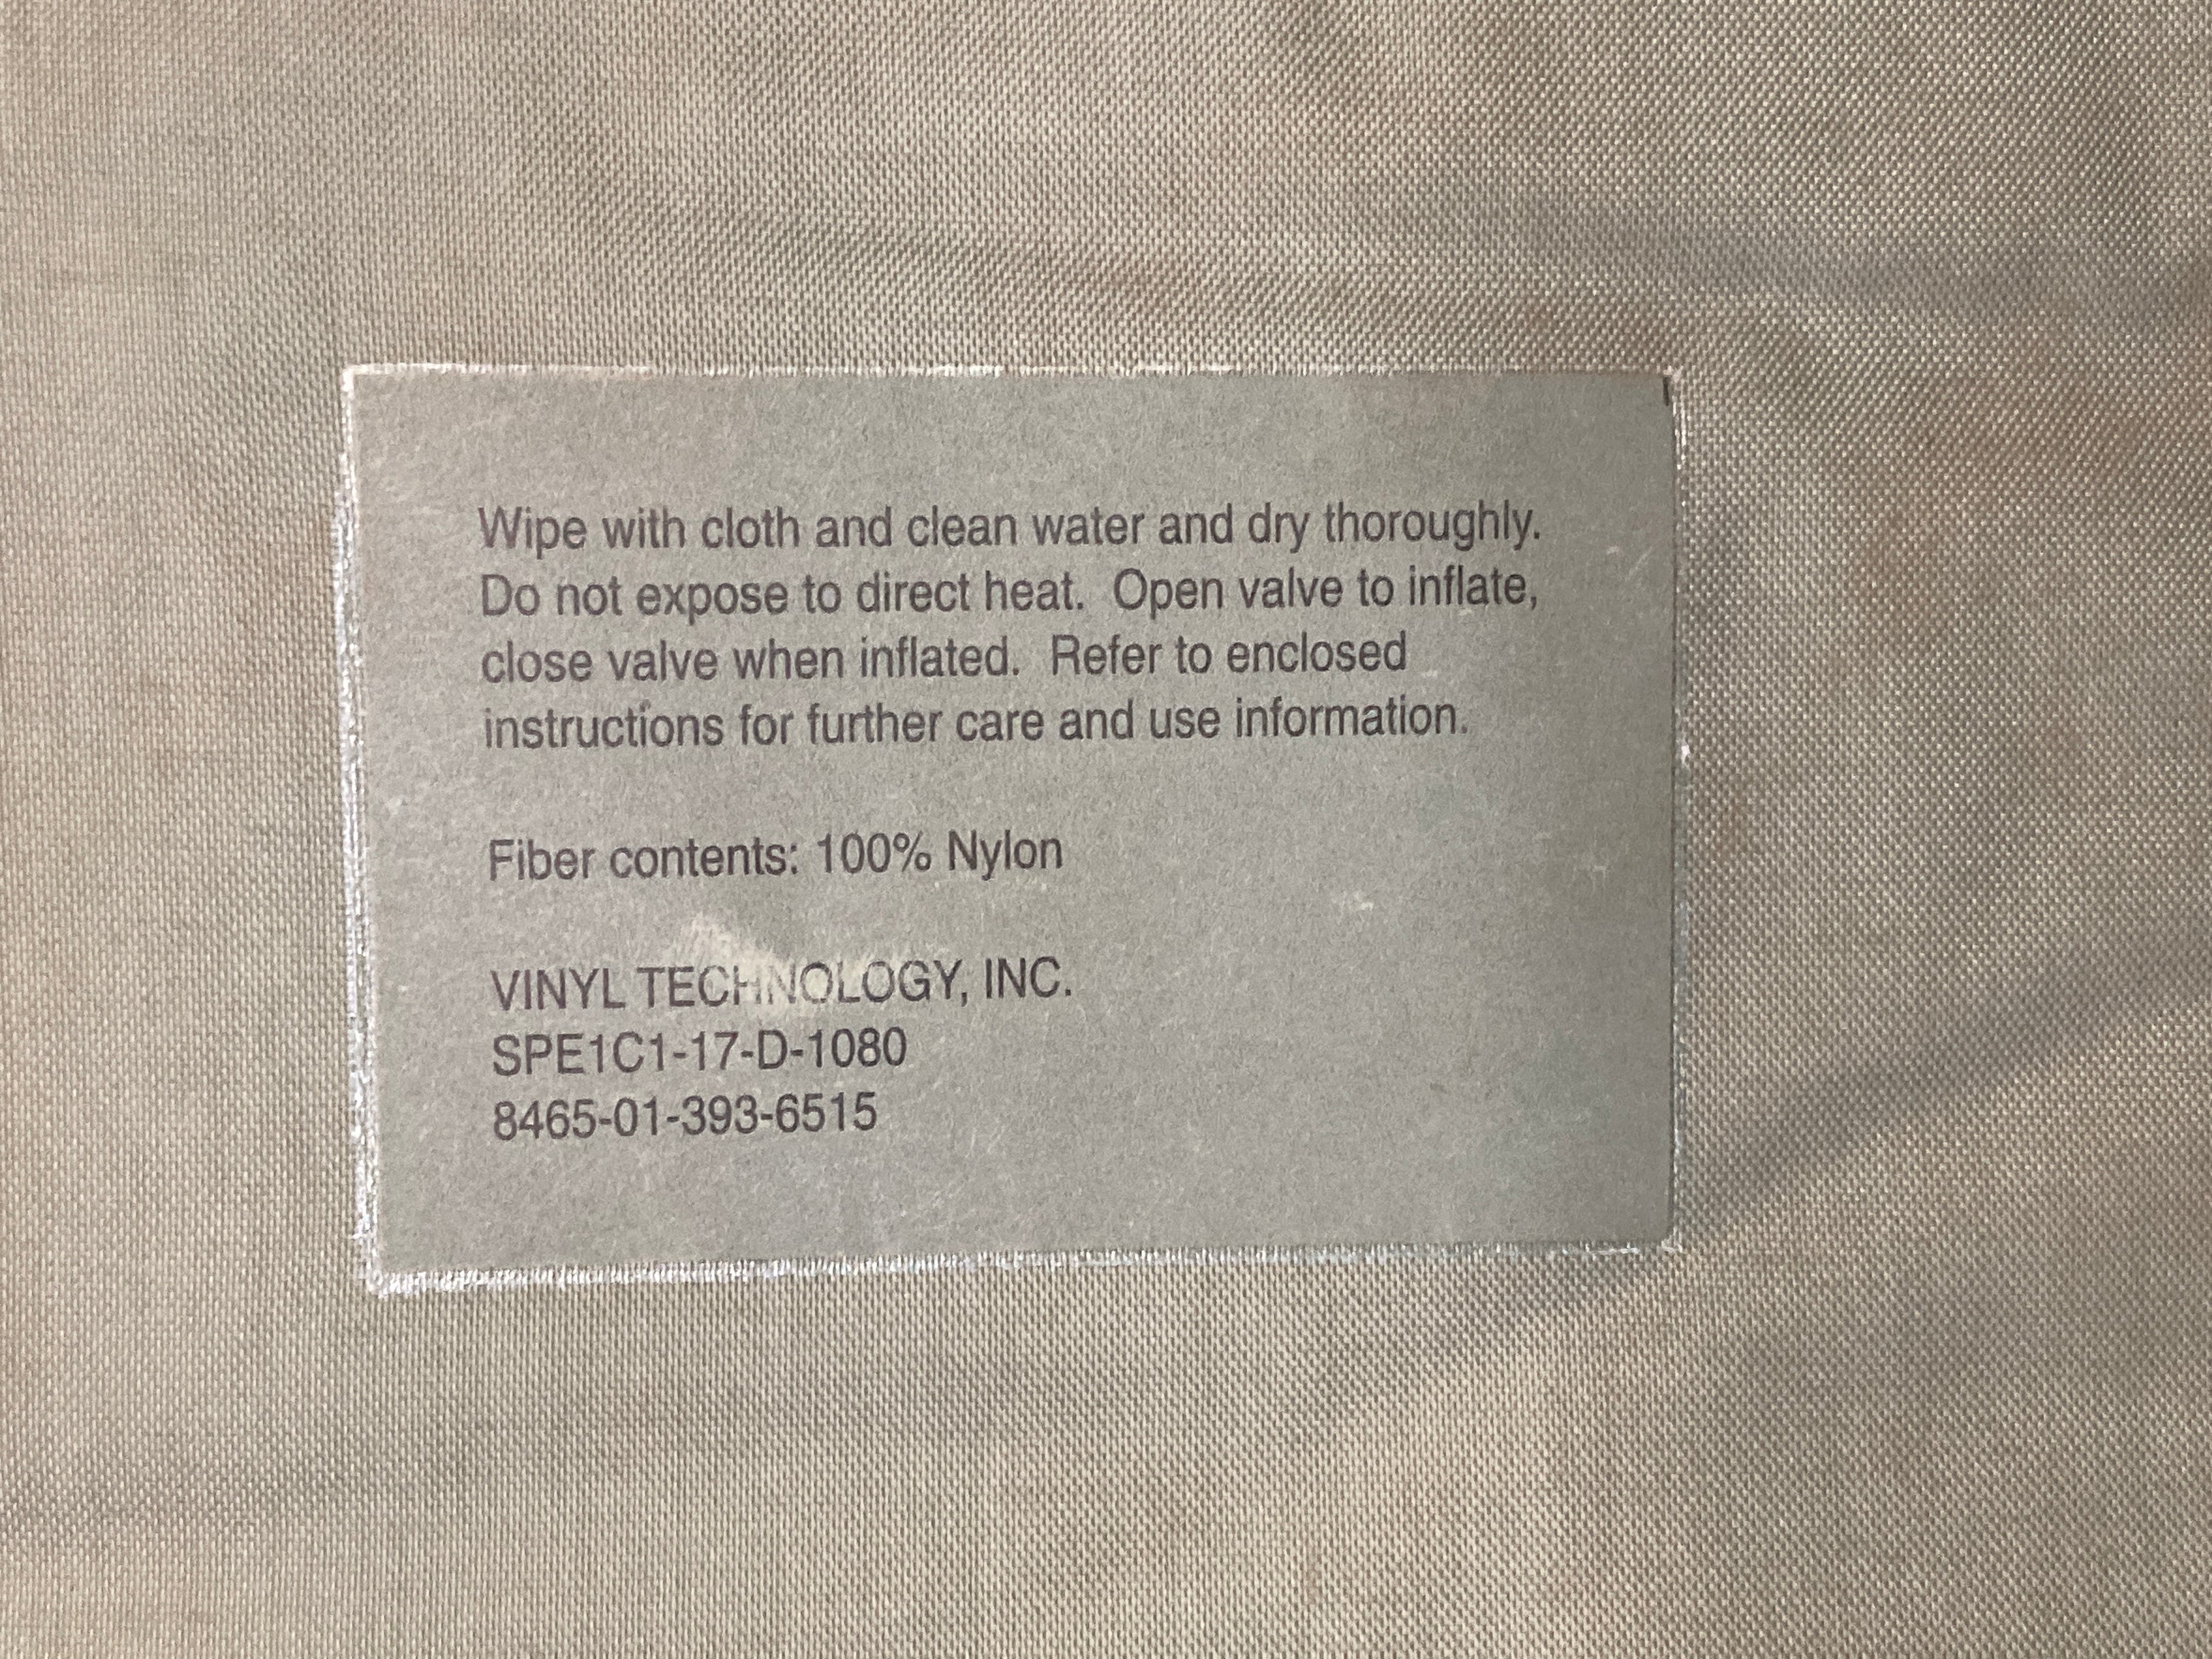 Wipe with cloth and clean water and dry thoroughly.
Do not expose to direct heat.  Open valve to inflate,
close valve when inflated.  Refer to enclosed
instructions for further care and use information.
Fiber contents: 100% Nylon
VINYL TECHNOLOGY, INC.
SPE1C1-17-D-1080
8465-01-393-6515